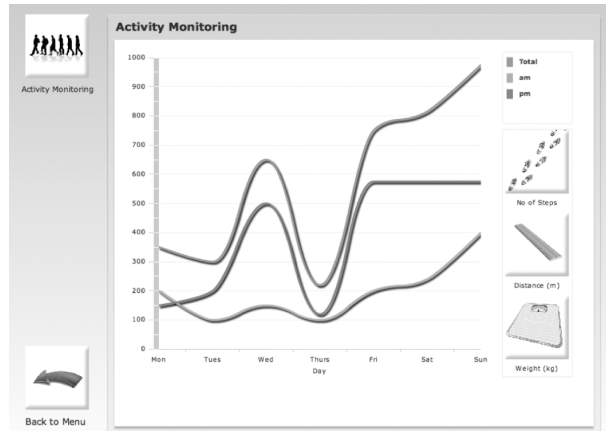 Activity Monitoring
Activity Monitoring
1000
900
800
700
600
500
400
300
200
100
0
Mon Tues Wed Thurs Fri Sat Sun
Day
Total
am
pm
No of Steps
Distance (m)
Weight (kg)
Back to Menu